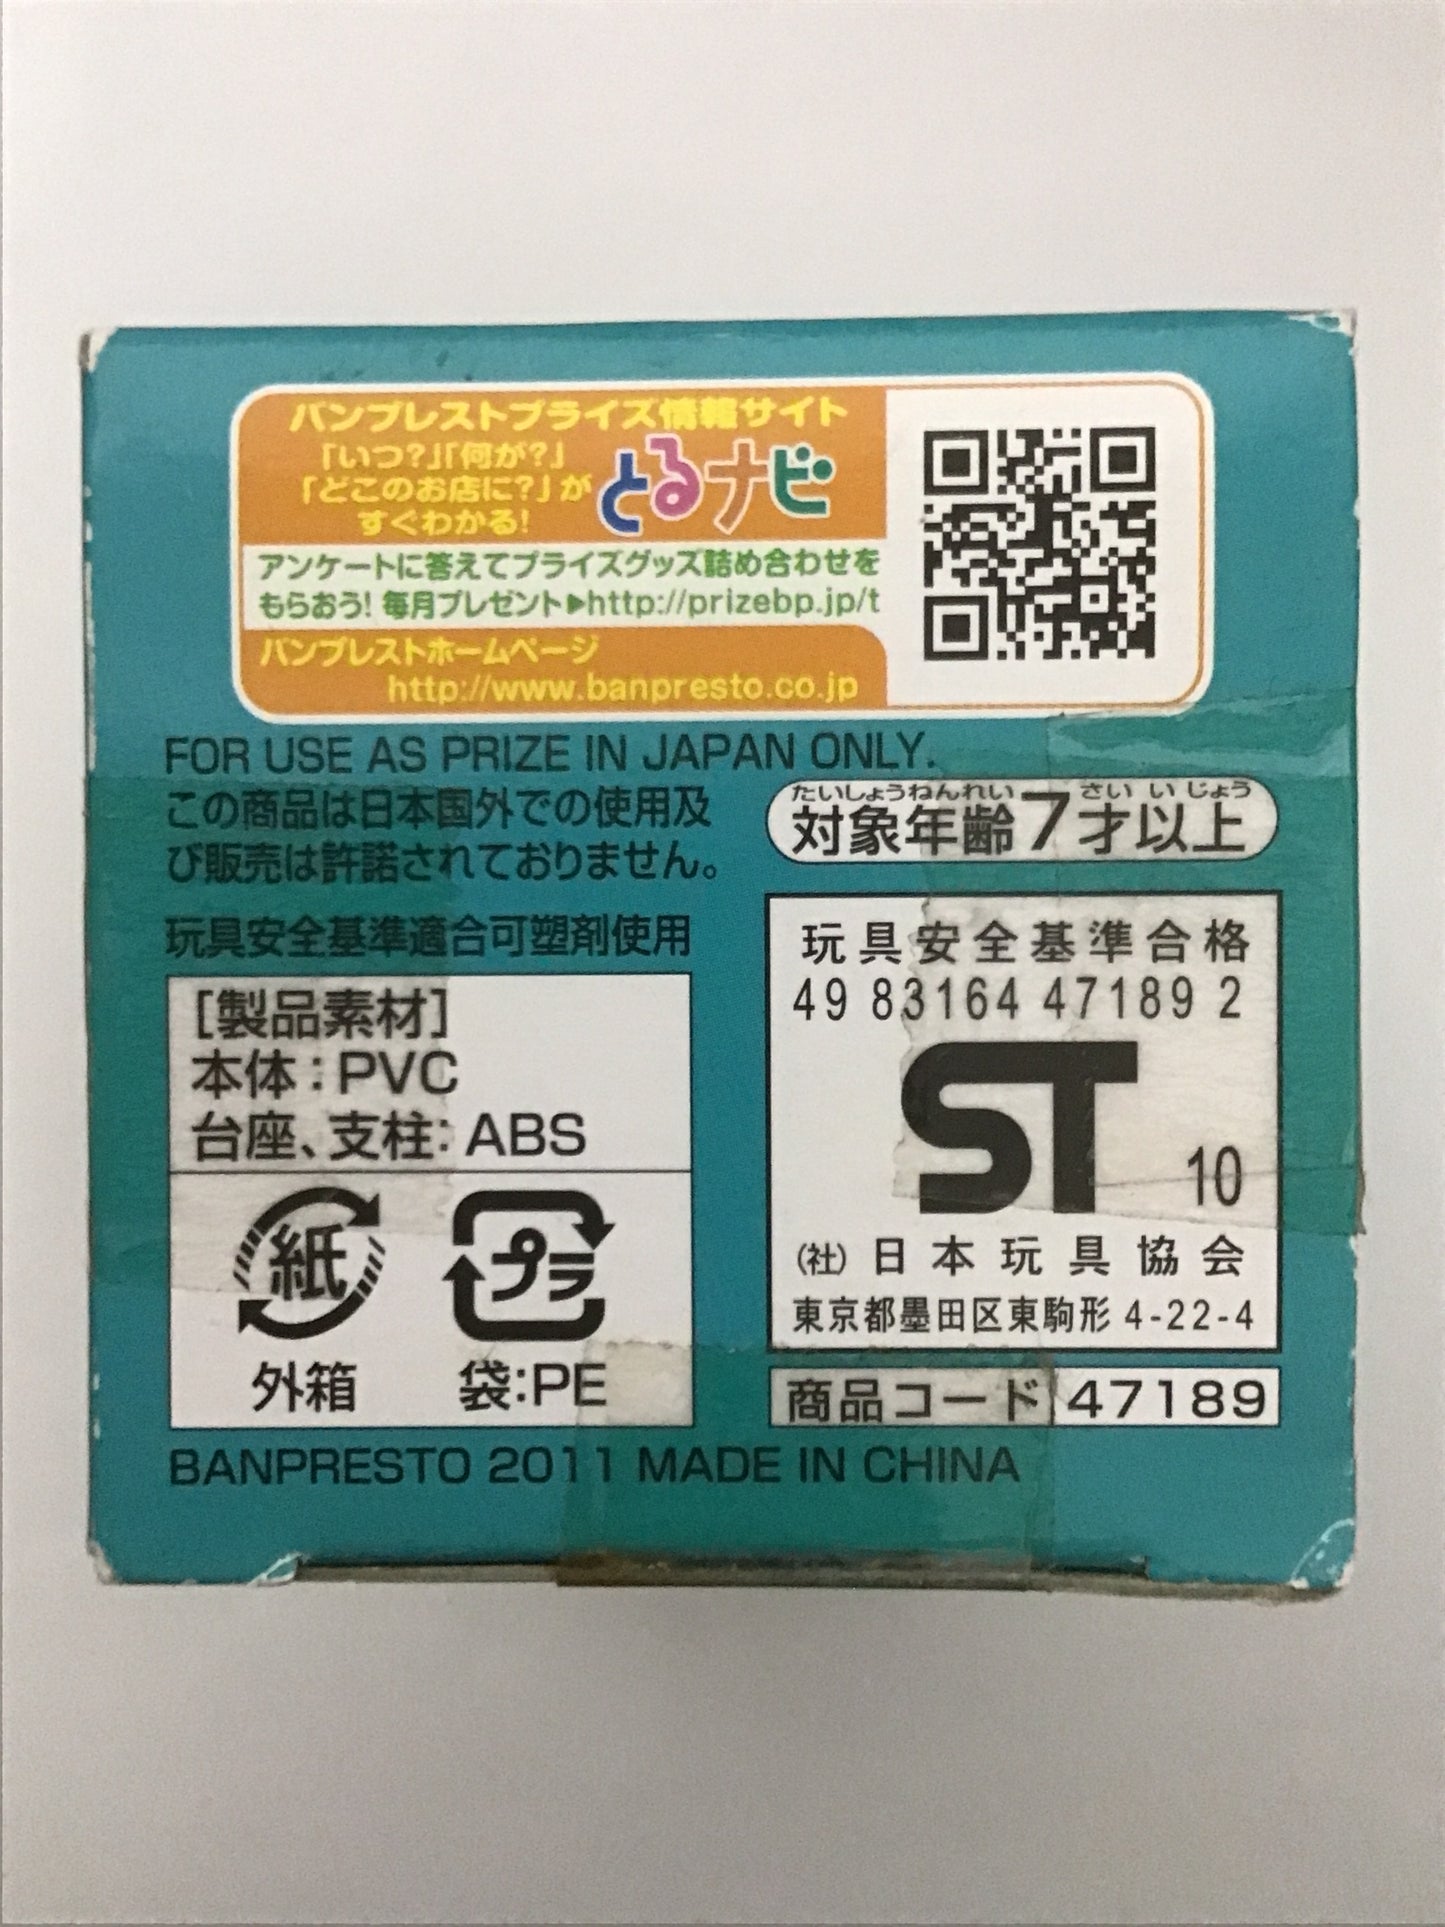 バンプレストプライズ情報サイト
「いつ?」「何が?」
「どこのお店に?」が
すぐわかる!
とるナビ
アンケートに答えてプライズグッズ詰め合わせを
もらおう! 毎月プレゼント▶http://prizebp.jp/t
バンプレストホームページ
http://www.banpresto.co.jp
FOR USE AS PRIZE IN JAPAN ONLY.
この商品は日本国外での使用及
び販売は許諾されておりません。
玩具安全基準適合可塑剤使用
[製品素材]
本体:PVC
台座、支柱:ABS
紙
プラ
外箱
袋:PE
たいしょうねんれい さい いじょう
対象年齢7才以上
玩具安全基準合格
49 83164 47189 2
ST
10
(社)日本玩具協会
東京都墨田区東駒形 4-22-4
商品コード 47189
BANPRESTO 2011 MADE IN CHINA